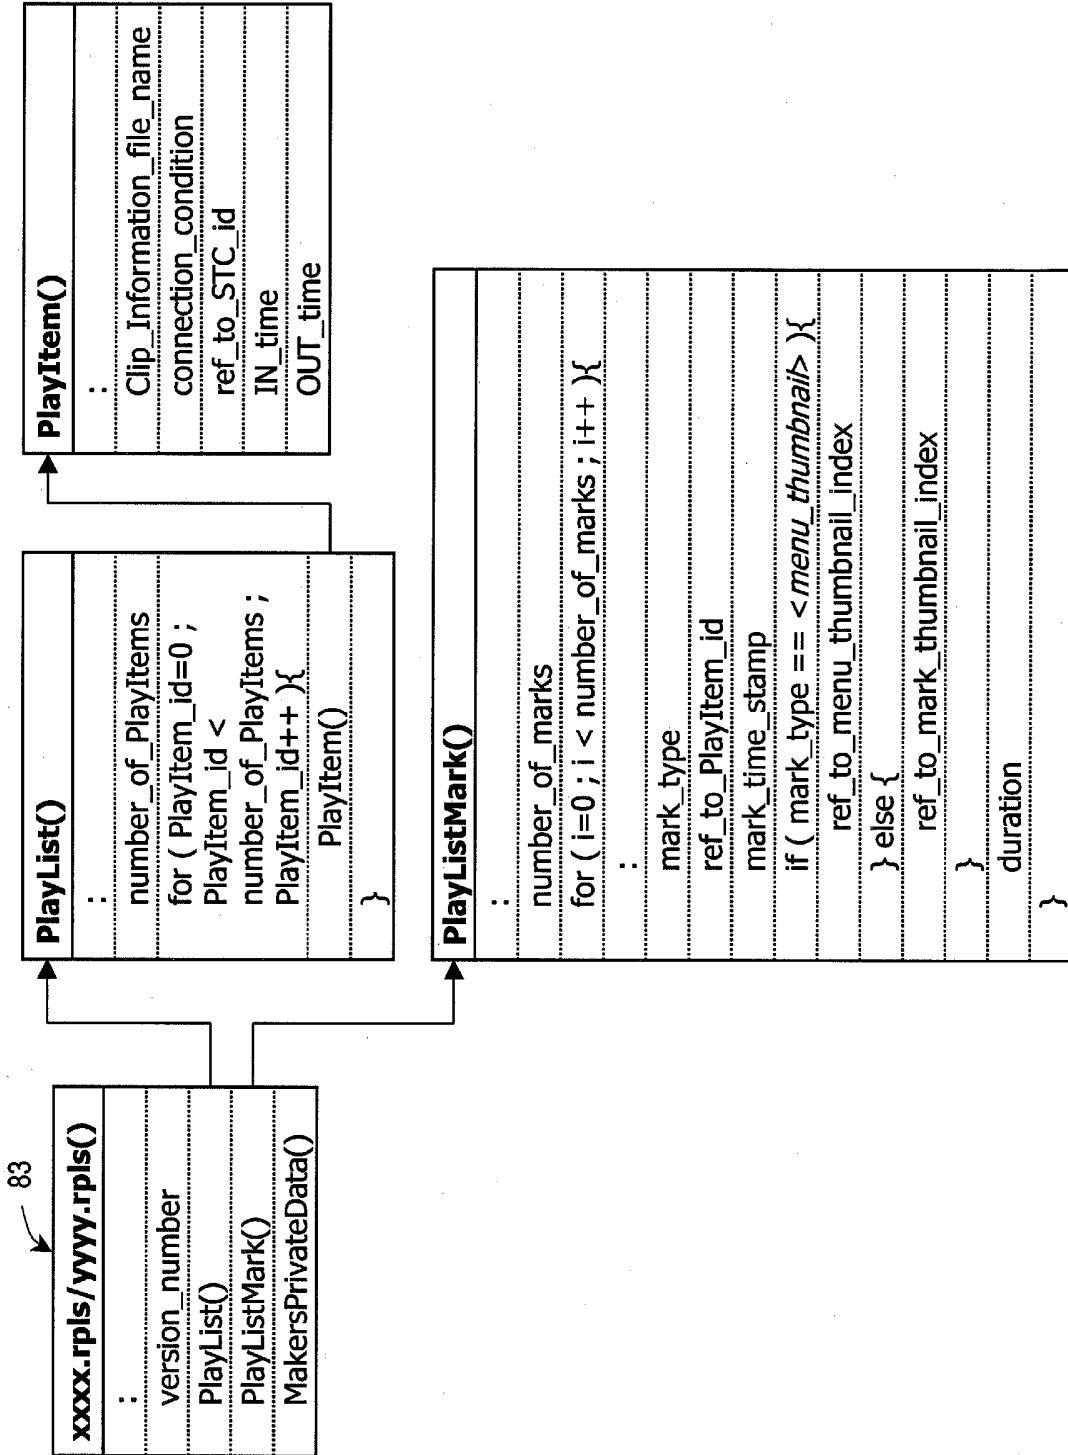 83
xxxx.rpls/yyyy.rpls()
:
version_number
PlayList()
PlayListMark()
MakersPrivateData()
PlayList()
:
number_of_PlayItems
for ( PlayItem_id=0 ;
PlayItem_id <
number_of_PlayItems ;
PlayItem_id++ ){
PlayItem()
}
PlayItem()
:
Clip_Information_file_name
connection_condition
ref_to_STC_id
IN_time
OUT_time
PlayListMark()
:
number_of_marks
for ( i=0 ; i < number_of_marks ; i++ ){
:
mark_type
ref_to_PlayItem_id
mark_time_stamp
if ( mark_type == <menu_thumbnail> ){
ref_to_menu_thumbnail_index
} else {
ref_to_mark_thumbnail_index
}
duration
}